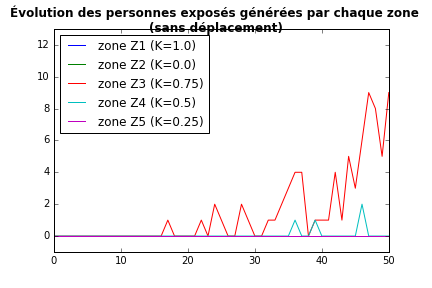 Évolution des personnes exposés générées par chaque zone
(sans déplacement)
zone Z1 (K=1.0)
zone Z2 (K=0.0)
zone Z3 (K=0.75)
zone Z4 (K=0.5)
zone Z5 (K=0.25)
12
10
8
6
4
2
0
0 10 20 30 40 50